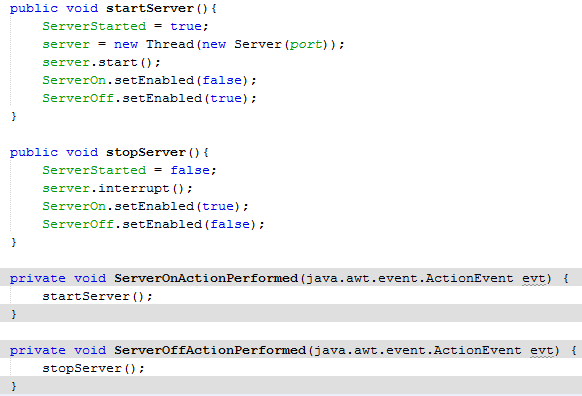 public void startServer(){
ServerStarted = true;
server = new Thread(new Server(port));
server.start();
ServerOn.setEnabled(false);
ServerOff.setEnabled(true);
}
public void stopServer(){
ServerStarted = false;
server.interrupt();
ServerOn.setEnabled(true);
ServerOff.setEnabled(false);
}
private void ServerOnActionPerformed(java.awt.event.ActionEvent evt) {
startServer();
}
private void ServerOffActionPerformed(java.awt.event.ActionEvent evt) {
stopServer();
}